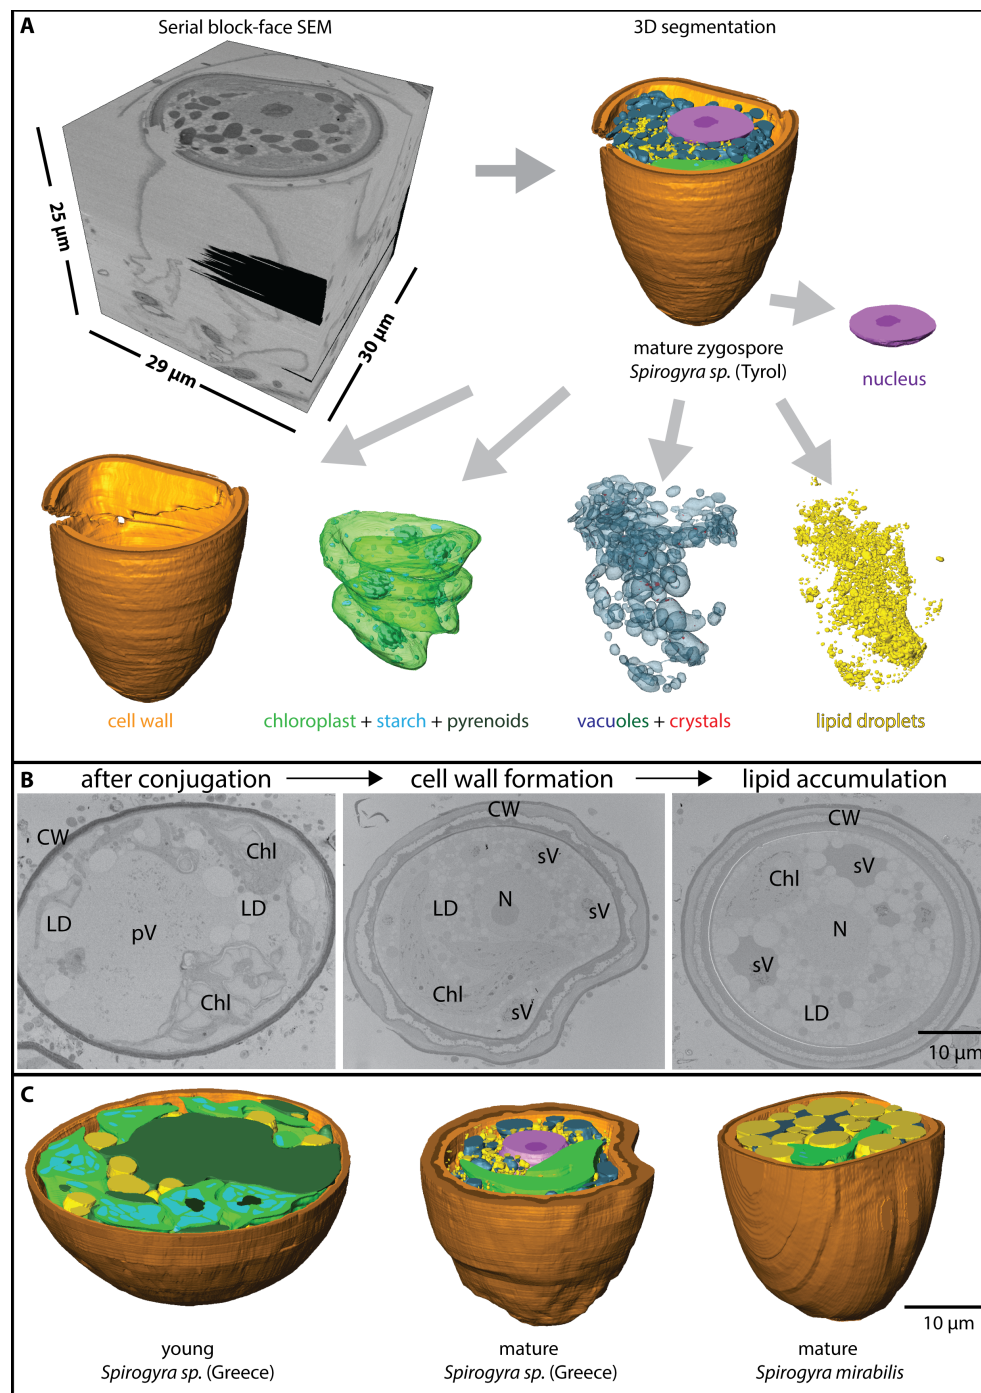 A
Serial block-face SEM
3D segmentation
25 µm
29 µm
30 µm
mature zygospore
Spirogyra sp. (Tyrol)
nucleus
cell wall
chloroplast + starch + pyrenoids
vacuoles + crystals
lipid droplets
B
after conjugation
cell wall formation
lipid accumulation
CW
Chl
LD
LD
pV
Chl
CW
sV
N
LD
sV
Chl
sV
CW
sV
Chl
N
sV
LD
10 µm
C
10 µm
young
Spirogyra sp. (Greece)
mature
Spirogyra sp. (Greece)
mature
Spirogyra mirabilis